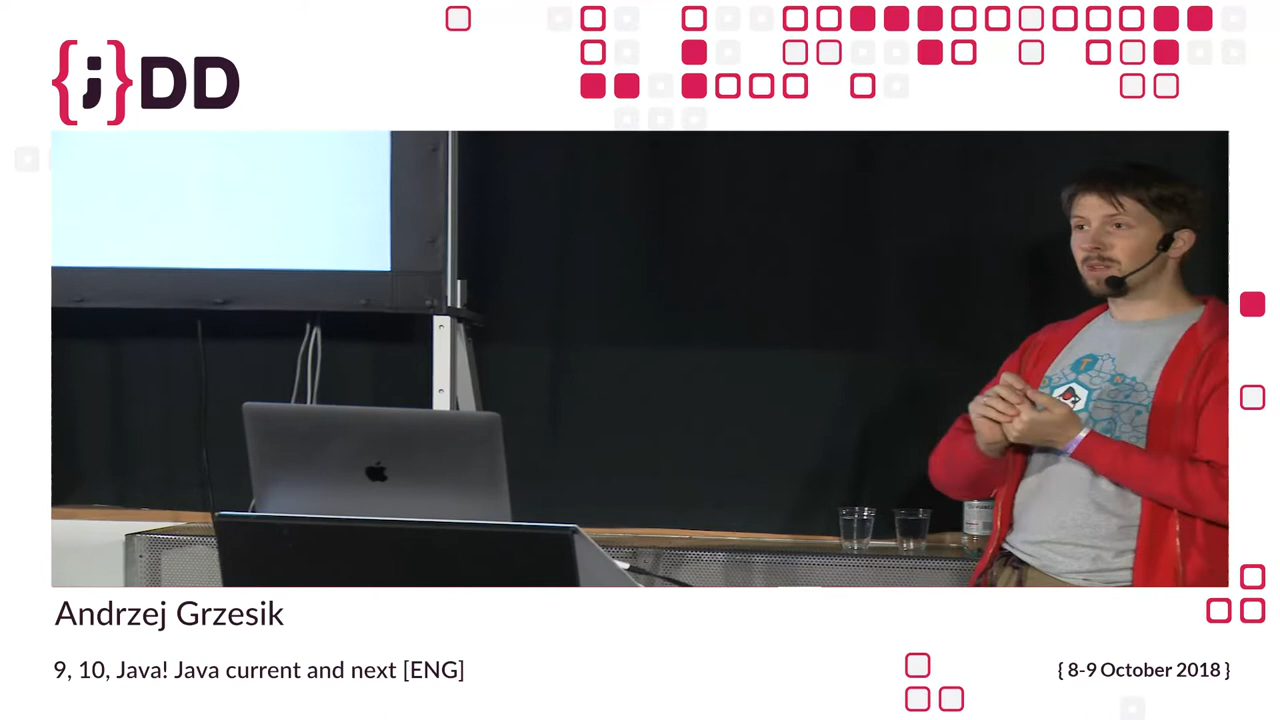 {j}DD
Andrzej Grzesik
9, 10, Java! Java current and next [ENG]
{ 8-9 October 2018 }